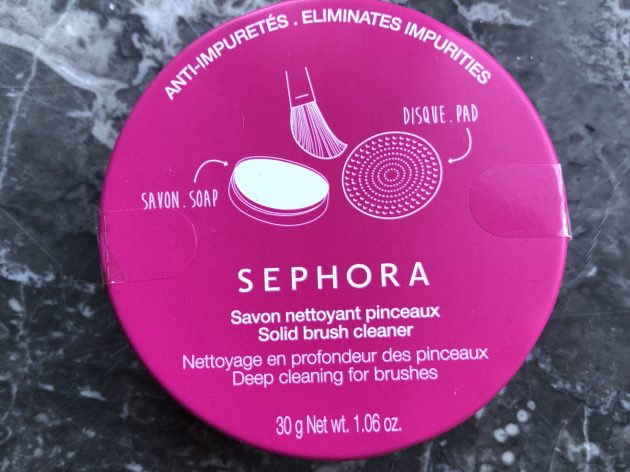 ANTI-IMPURETÉS . ELIMINATES IMPURITIES
DISQUE . PAD
SAVON . SOAP
SEPHORA
Savon nettoyant pinceaux
Solid brush cleaner
Nettoyage en profondeur des pinceaux
Deep cleaning for brushes
30 g Net wt. 1.06 oz.